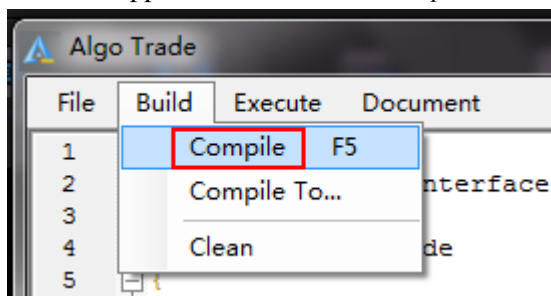 Algo Trade
File Build Execute Document
1
Compile F5
2
nterface
Compile To...
3
4
Clean
de
5
{